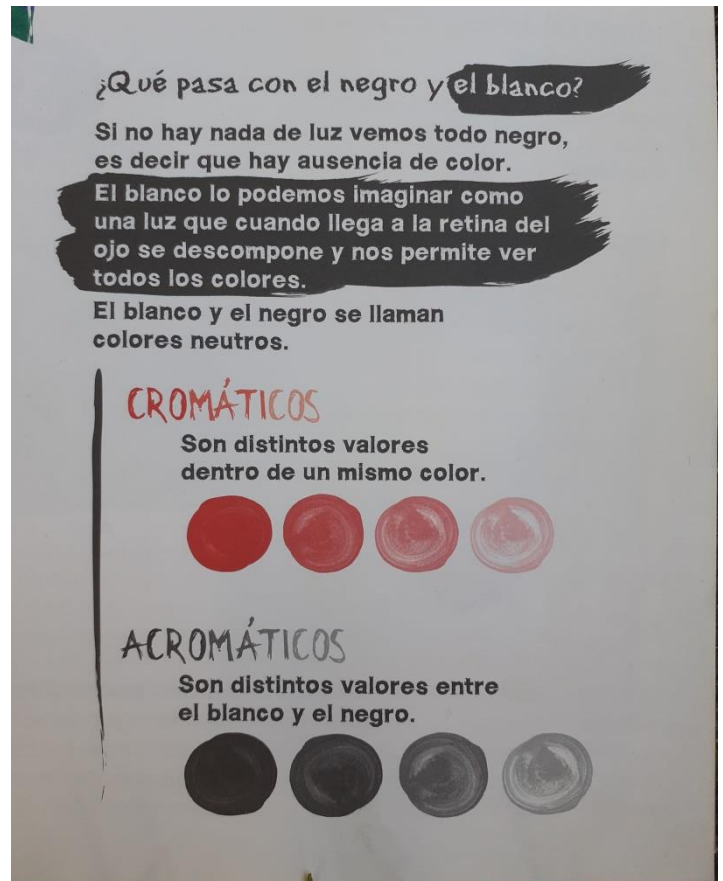 ¿Qué pasa con el negro y el blanco?
Si no hay nada de luz vemos todo negro,
es decir que hay ausencia de color.
El blanco lo podemos imaginar como
una luz que cuando llega a la retina del
ojo se descompone y nos permite ver
todos los colores.
El blanco y el negro se llaman
colores neutros.
CROMÁTICOS
Son distintos valores
dentro de un mismo color.
ACROMÁTICOS
Son distintos valores entre
el blanco y el negro.